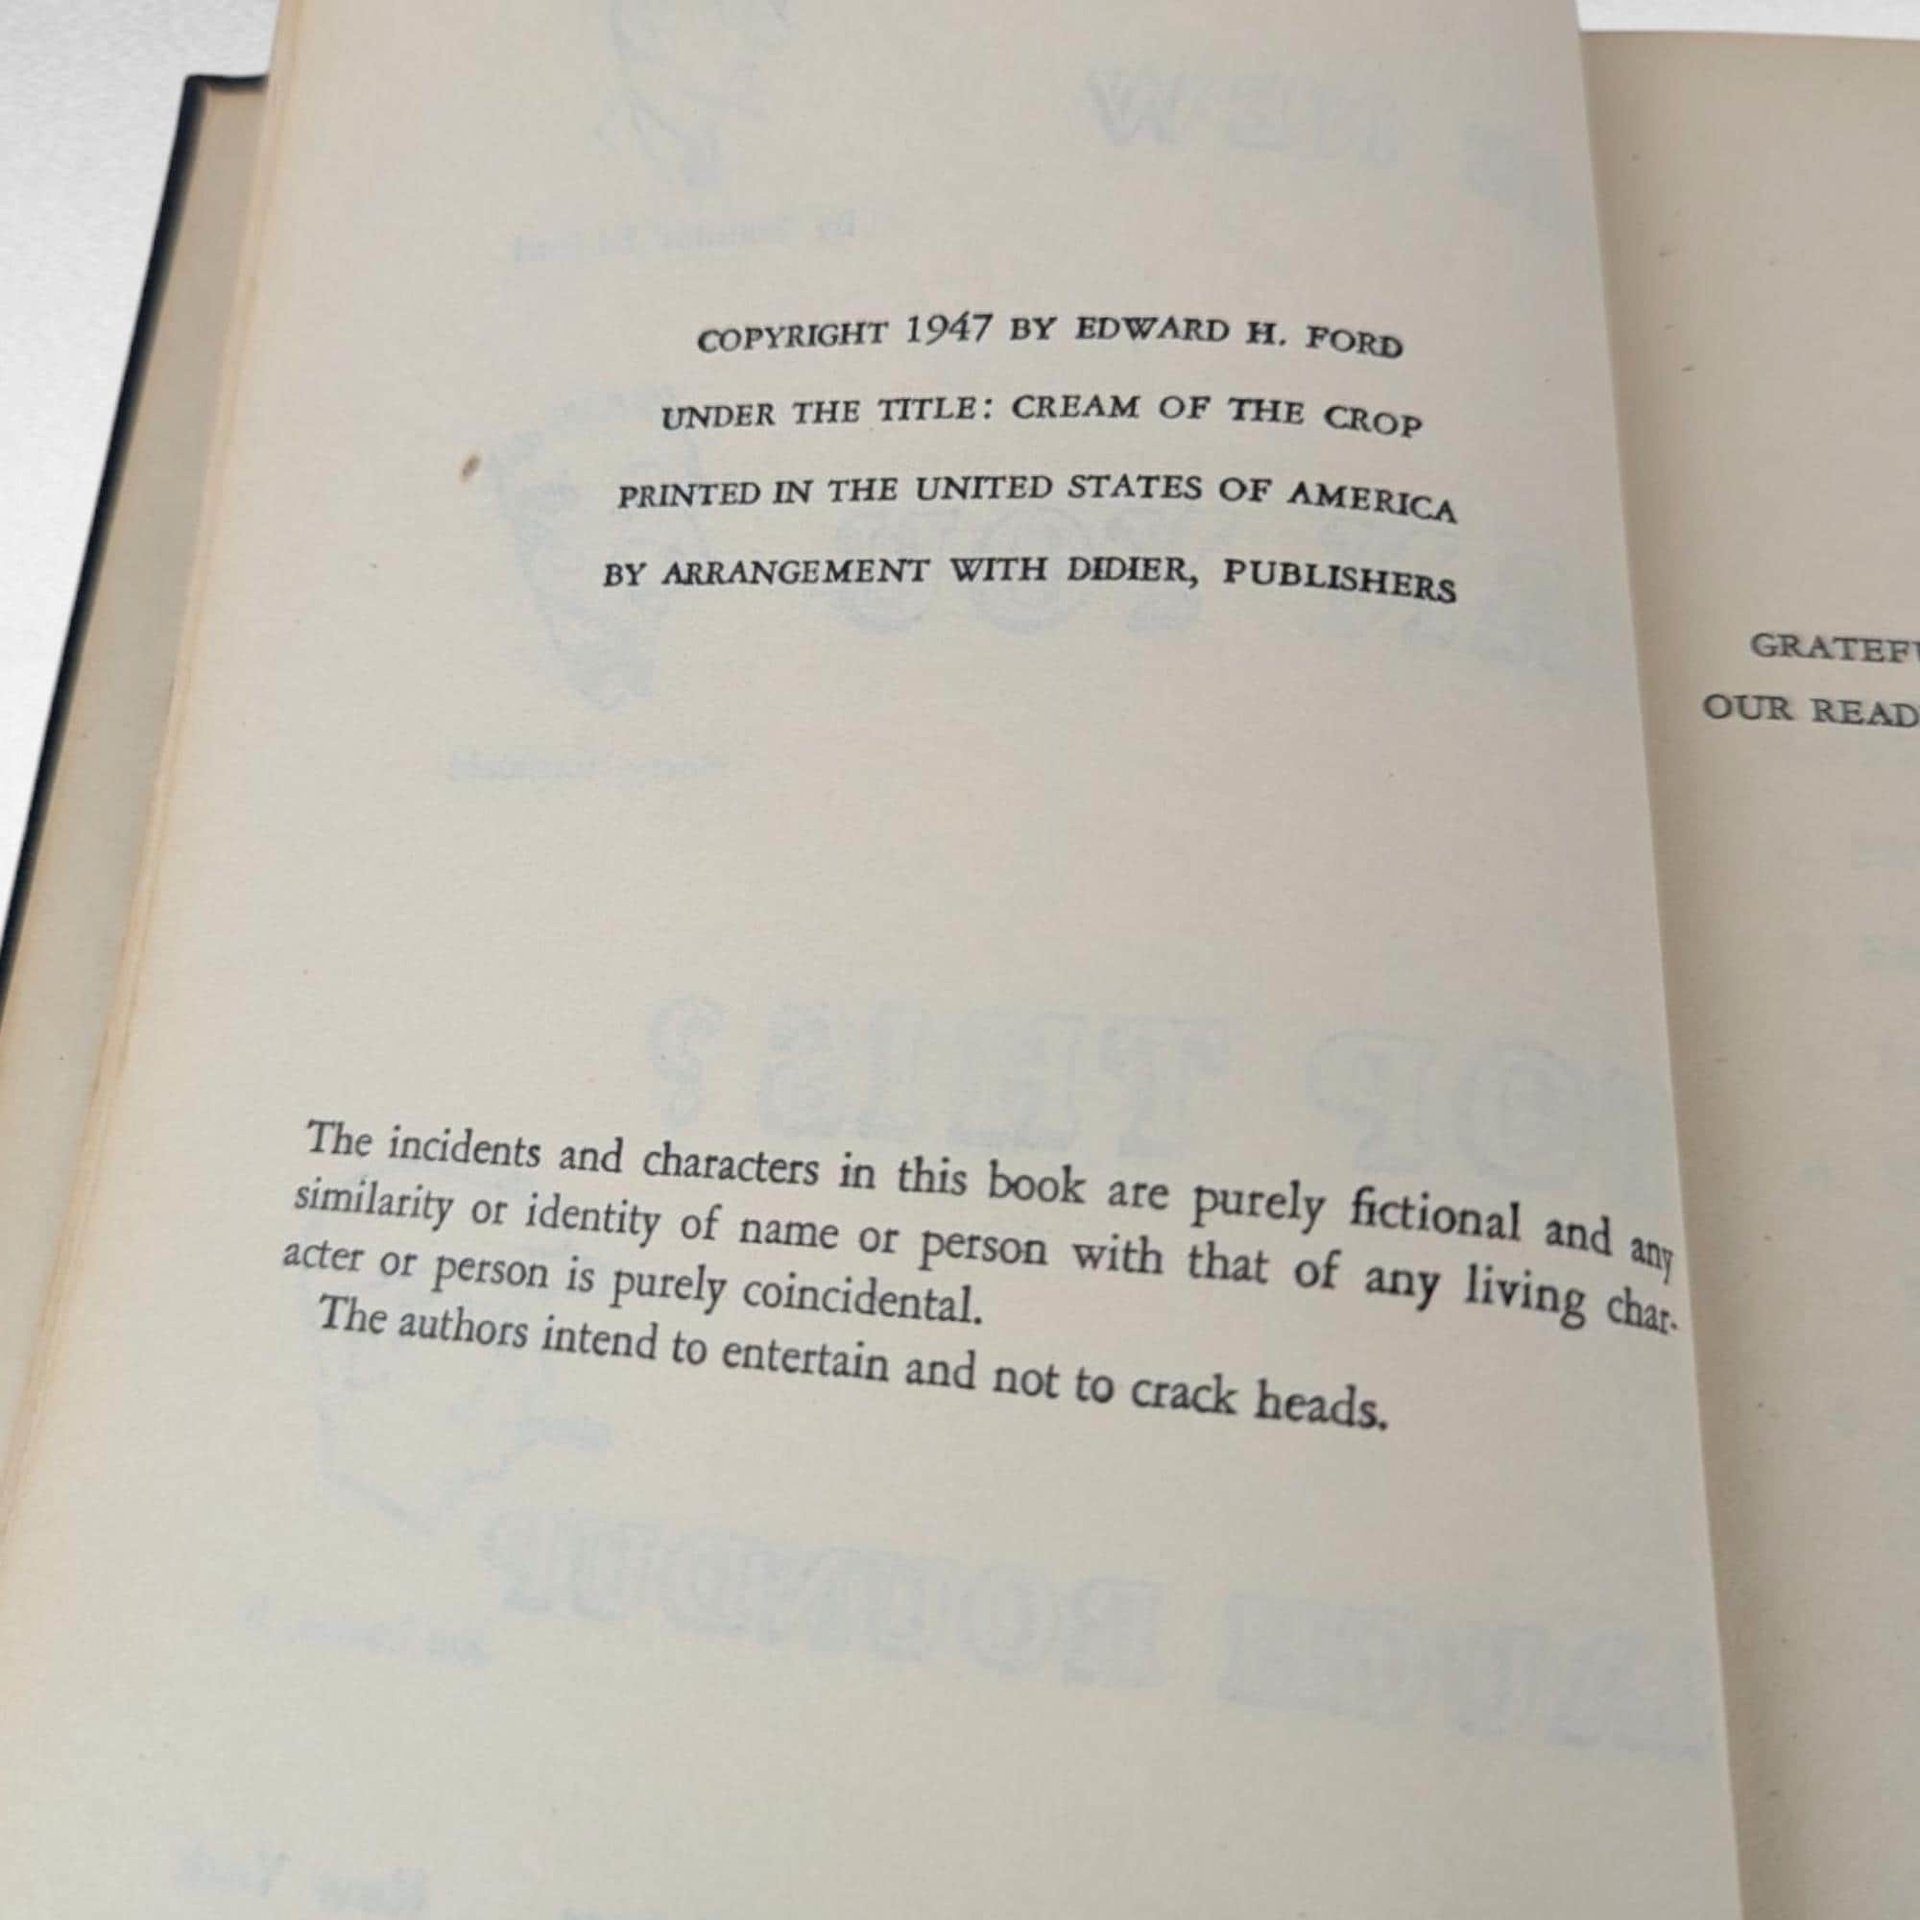 COPYRIGHT 1947 BY EDWARD H. FORD
UNDER THE TITLE: CREAM OF THE CROP
PRINTED IN THE UNITED STATES OF AMERICA
BY ARRANGEMENT WITH DIDIER, PUBLISHERS
The incidents and characters in this book are purely fictional and any
similarity or identity of name or person with that of any living char-
acter or person is purely coincidental.
The authors intend to entertain and not to crack heads.
OUR